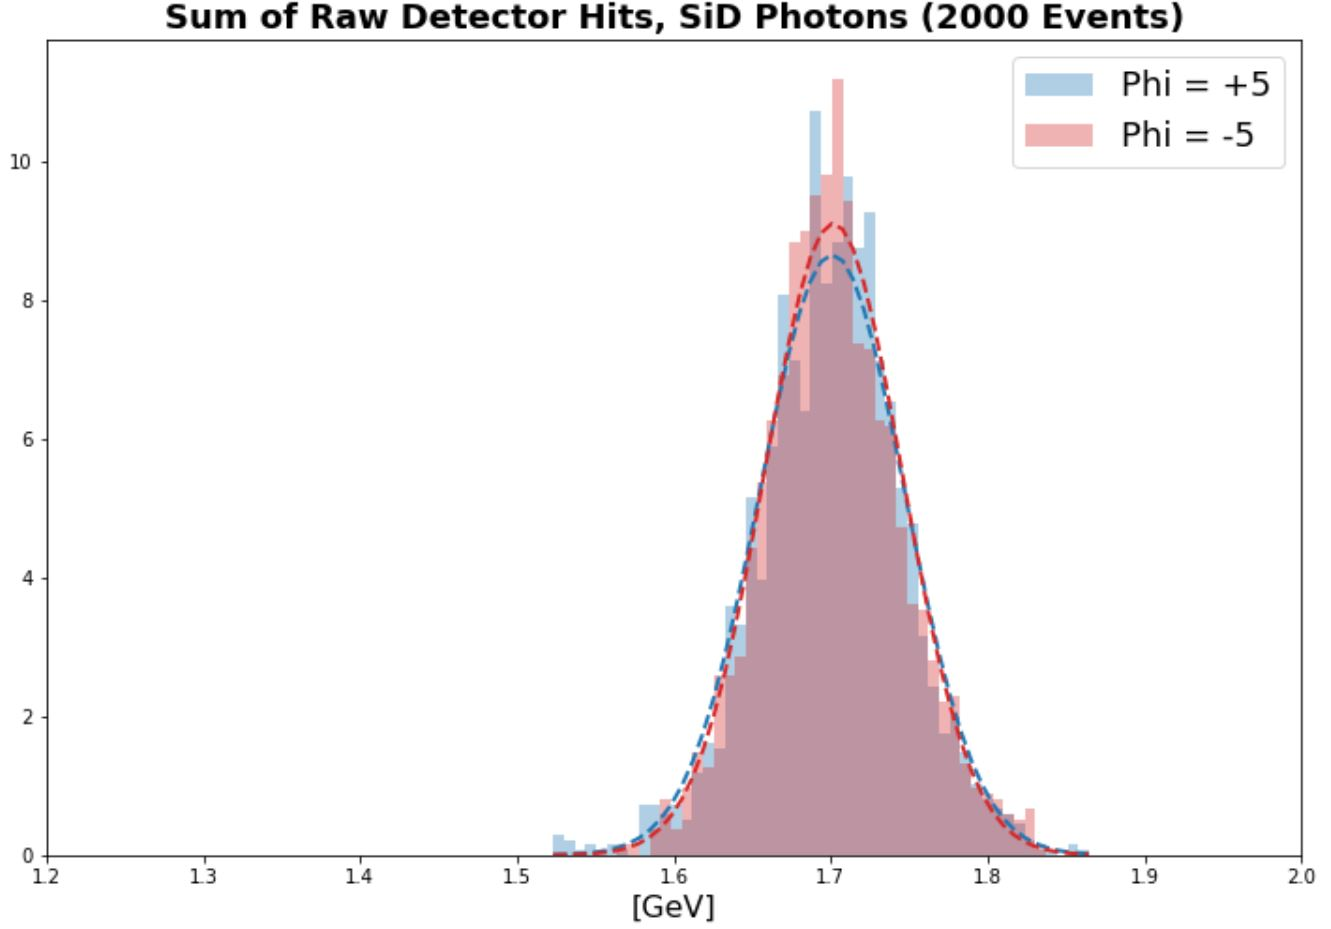 Sum of Raw Detector Hits, SiD Photons (2000 Events)
Phi = +5
Phi = -5
10
8
6
4
2
0
1.2 1.3 1.4 1.5 1.6 1.7 1.8 1.9 2.0
[GeV]